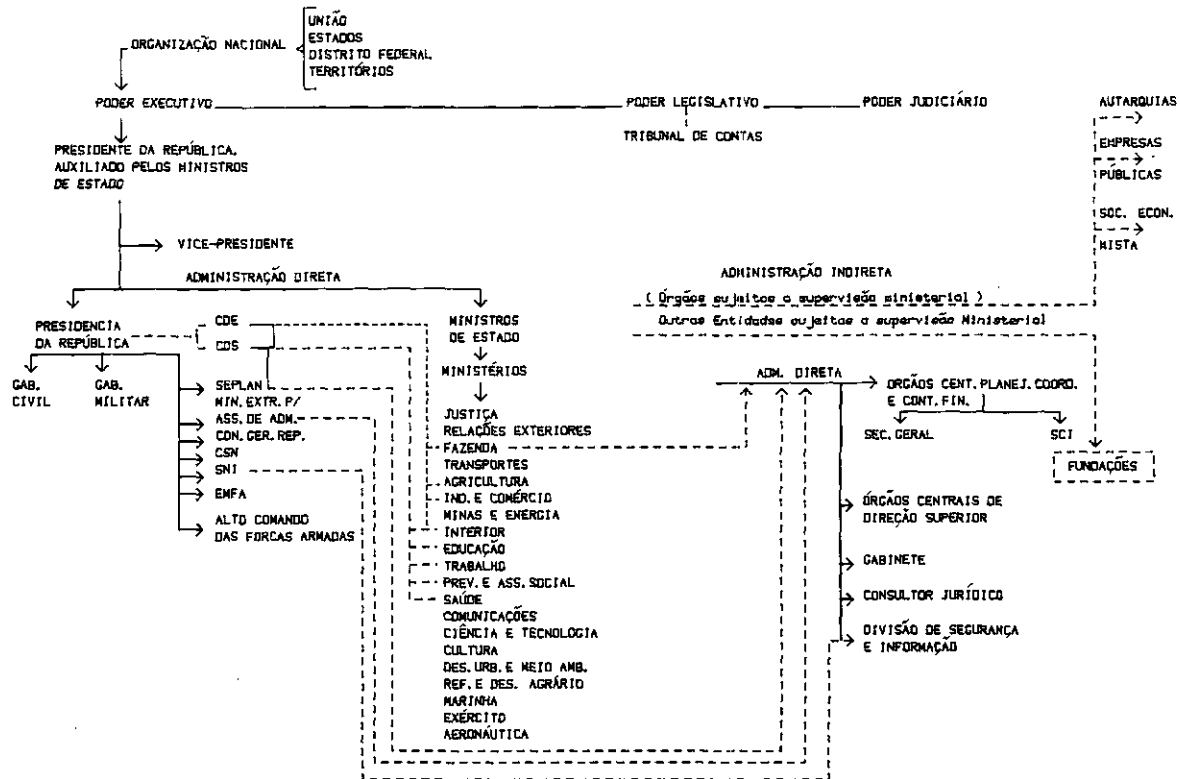 UNIÃO
ORGANIZAÇÃO NACIONAL
ESTADOS
DISTRITO FEDERAL
TERRITÓRIOS
PODER EXECUTIVO
PODER LEGISLATIVO
PODER JUDICIÁRIO
TRIBUNAL DE CONTAS
AUTARQUIAS
EMPRESAS
PÚBLICAS
SOC. ECON.
MISTA
PRESIDENTE DA REPÚBLICA,
AUXILIADO PELOS MINISTROS
DE ESTADO
VICE-PRESIDENTE
ADMINISTRAÇÃO DIRETA
ADMINISTRAÇÃO INDIRETA
( Órgãos sujeitos a supervisão ministerial )
Outras Entidades sujeitas a supervisão Ministerial
PRESIDENCIA
DA REPÚBLICA
CDE
CDS
GAB.
CIVIL
GAB.
MILITAR
SEPLAN
MIN. EXTR. P/
ASS. DE ADM.
CON. GER. REP.
CSN
SNI
EMFA
ALTO COMANDO
DAS FORCAS ARMADAS
MINISTROS
DE ESTADO
MINISTÉRIOS
JUSTIÇA
RELAÇÕES EXTERIORES
FAZENDA
TRANSPORTES
AGRICULTURA
IND. E COMÉRCIO
MINAS E ENERGIA
INTERIOR
EDUCAÇÃO
TRABALHO
PREV. E ASS. SOCIAL
SAÚDE
COMUNICAÇÕES
CIÊNCIA E TECNOLOGIA
CULTURA
DES. URB. E MEIO AMB.
REF. E DES. AGRÁRIO
MARINHA
EXÉRCITO
AERONÁUTICA
ADM. DIRETA
ORGÃOS CENT. PLANEJ. COORD.
E CONT. FIN.
SEC. GERAL
SCI
FUNDAÇÕES
ÓRGÃOS CENTRAIS DE
DIREÇÃO SUPERIOR
GABINETE
CONSULTOR JURÍDICO
DIVISÃO DE SEGURANÇA
E INFORMAÇÃO